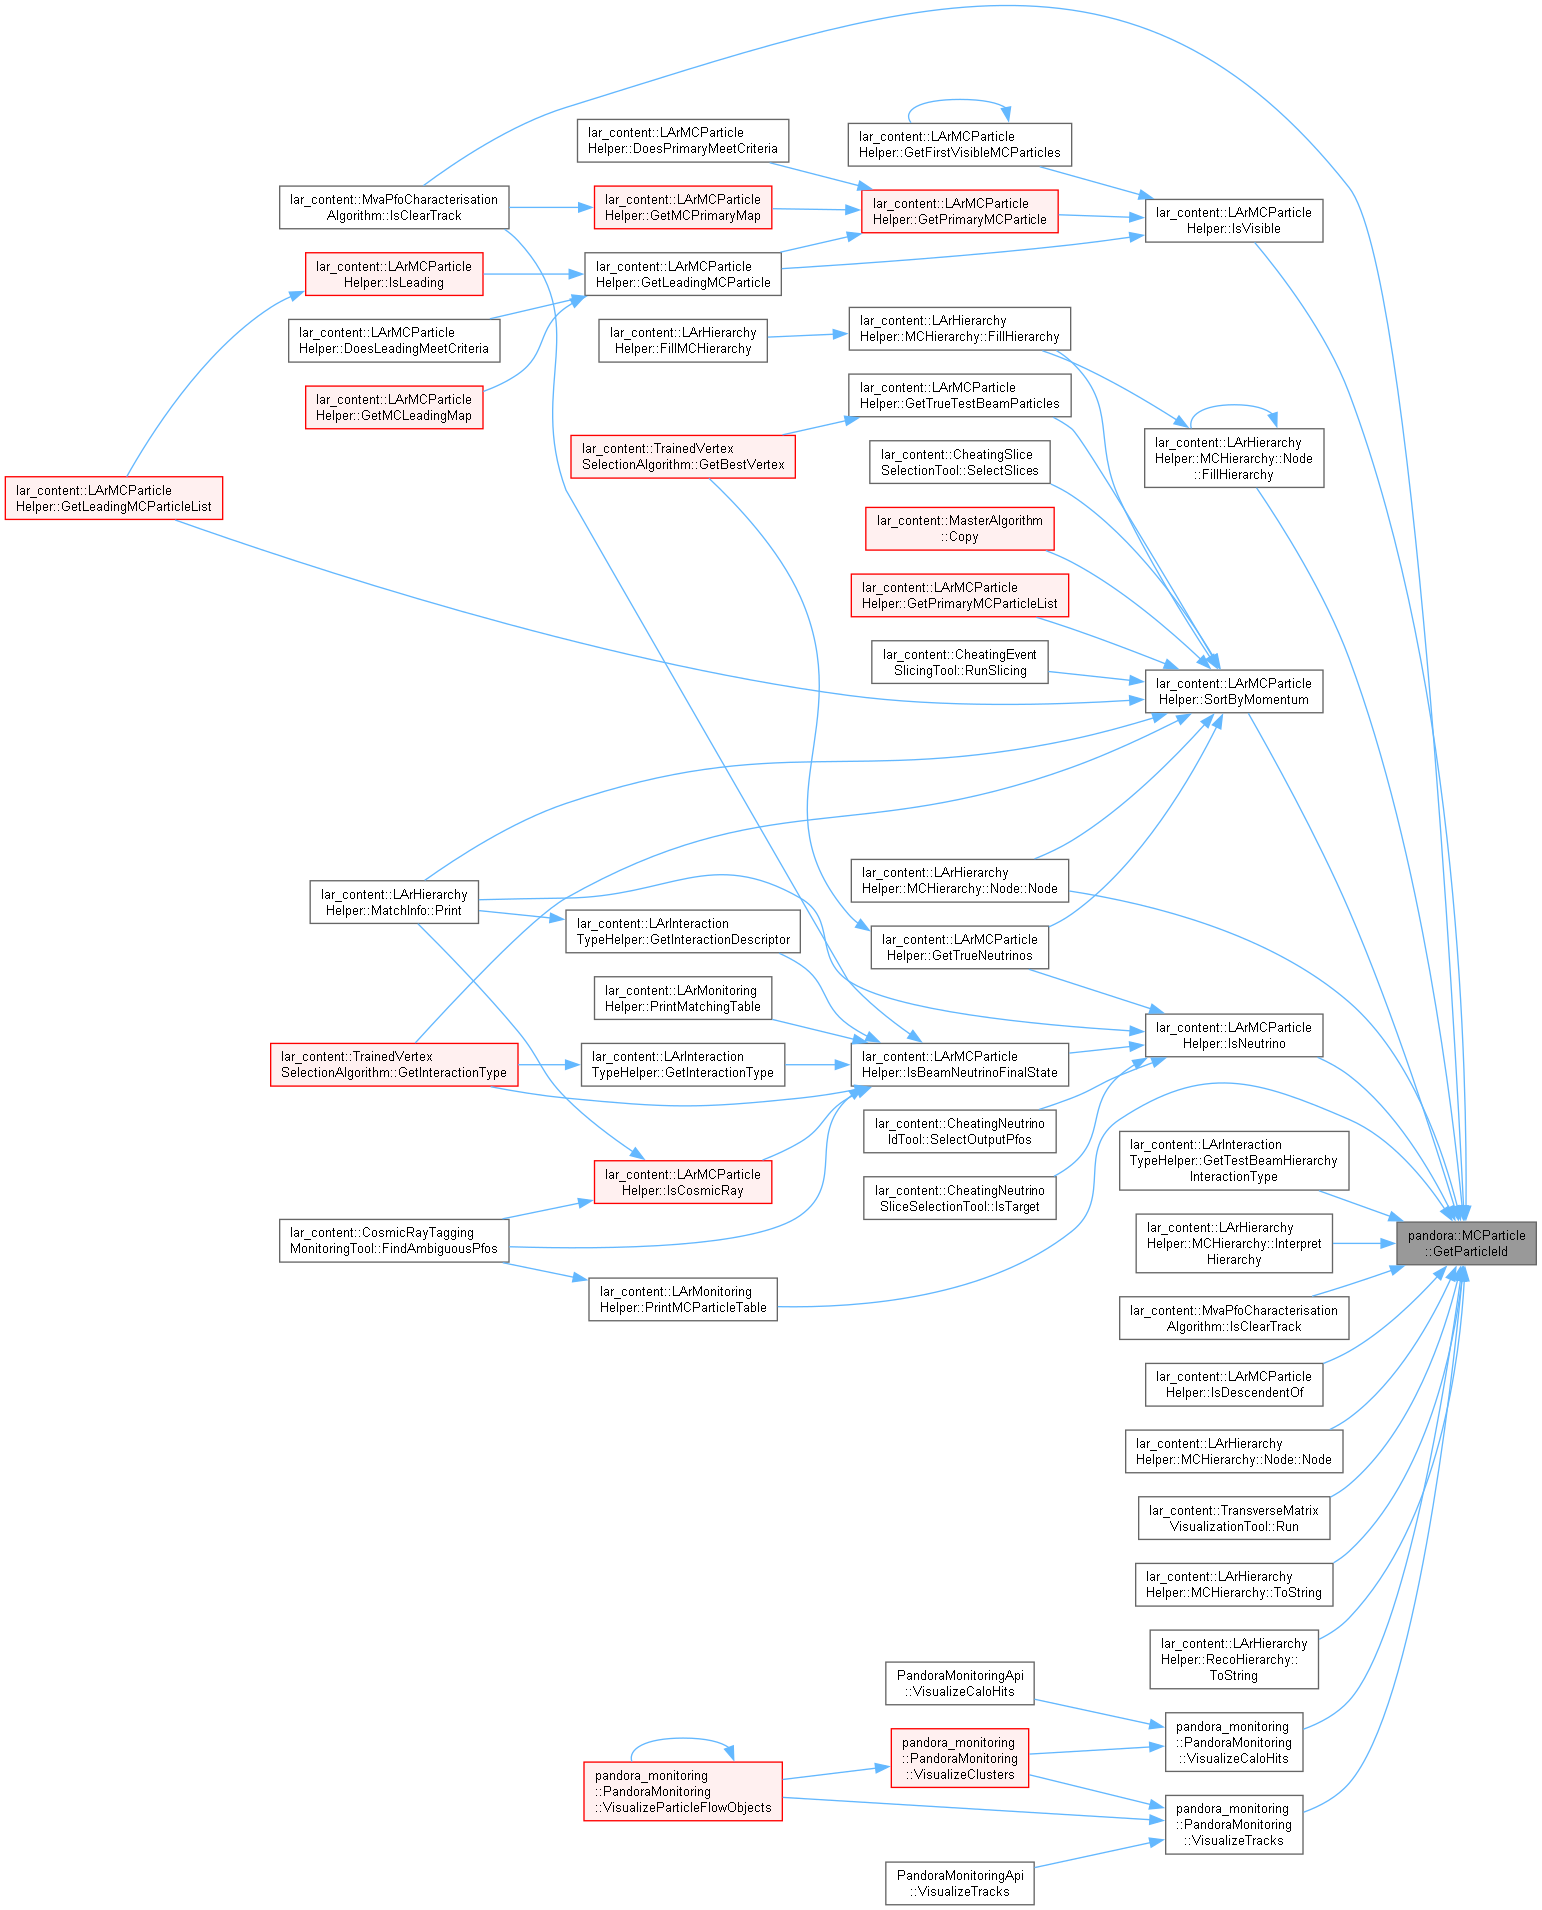 lar_content::LArMCParticle
Helper::DoesPrimaryMeetCriteria
lar_content::LArMCParticle
Helper::GetFirstVisibleMCParticles
lar_content::MvaPfoCharacterisation
Algorithm::IsClearTrack
lar_content::LArMCParticle
Helper::GetMCPrimaryMap
lar_content::LArMCParticle
Helper::GetPrimaryMCParticle
lar_content::LArMCParticle
Helper::IsVisible
lar_content::LArMCParticle
Helper::IsLeading
lar_content::LArMCParticle
Helper::GetLeadingMCParticle
lar_content::LArMCParticle
Helper::DoesLeadingMeetCriteria
lar_content::LArHierarchy
Helper::FillMCHierarchy
lar_content::LArHierarchy
Helper::MCHierarchy::FillHierarchy
lar_content::LArMCParticle
Helper::GetMCLeadingMap
lar_content::LArMCParticle
Helper::GetTrueTestBeamParticles
lar_content::TrainedVertex
SelectionAlgorithm::GetBestVertex
lar_content::CheatingSlice
SelectionTool::SelectSlices
lar_content::LArHierarchy
Helper::MCHierarchy::Node
::FillHierarchy
lar_content::LArMCParticle
Helper::GetLeadingMCParticleList
lar_content::MasterAlgorithm
::Copy
lar_content::LArMCParticle
Helper::GetPrimaryMCParticleList
lar_content::CheatingEvent
SlicingTool::RunSlicing
lar_content::LArMCParticle
Helper::SortByMomentum
lar_content::LArHierarchy
Helper::MatchInfo::Print
lar_content::LArHierarchy
Helper::MCHierarchy::Node::Node
lar_content::LArInteraction
TypeHelper::GetInteractionDescriptor
lar_content::LArMCParticle
Helper::GetTrueNeutrinos
lar_content::LArMonitoring
Helper::PrintMatchingTable
lar_content::LArMCParticle
Helper::IsNeutrino
lar_content::TrainedVertex
SelectionAlgorithm::GetInteractionType
lar_content::LArInteraction
TypeHelper::GetInteractionType
lar_content::LArMCParticle
Helper::IsBeamNeutrinoFinalState
lar_content::CheatingNeutrino
IdTool::SelectOutputPfos
lar_content::LArInteraction
TypeHelper::GetTestBeamHierarchy
InteractionType
lar_content::LArMCParticle
Helper::IsCosmicRay
lar_content::CheatingNeutrino
SliceSelectionTool::IsTarget
lar_content::CosmicRayTagging
MonitoringTool::FindAmbiguousPfos
lar_content::LArHierarchy
Helper::MCHierarchy::Interpret
Hierarchy
pandora::MCParticle
::GetParticleId
lar_content::LArMonitoring
Helper::PrintMCParticleTable
lar_content::MvaPfoCharacterisation
Algorithm::IsClearTrack
lar_content::LArMCParticle
Helper::IsDescendentOf
lar_content::LArHierarchy
Helper::MCHierarchy::Node::Node
lar_content::TransverseMatrix
VisualizationTool::Run
lar_content::LArHierarchy
Helper::MCHierarchy::ToString
lar_content::LArHierarchy
Helper::RecoHierarchy::
ToString
PandoraMonitoringApi
::VisualizeCaloHits
pandora_monitoring
::PandoraMonitoring
::VisualizeCaloHits
pandora_monitoring
::PandoraMonitoring
::VisualizeClusters
pandora_monitoring
::PandoraMonitoring
::VisualizeParticleFlowObjects
pandora_monitoring
::PandoraMonitoring
::VisualizeTracks
PandoraMonitoringApi
::VisualizeTracks